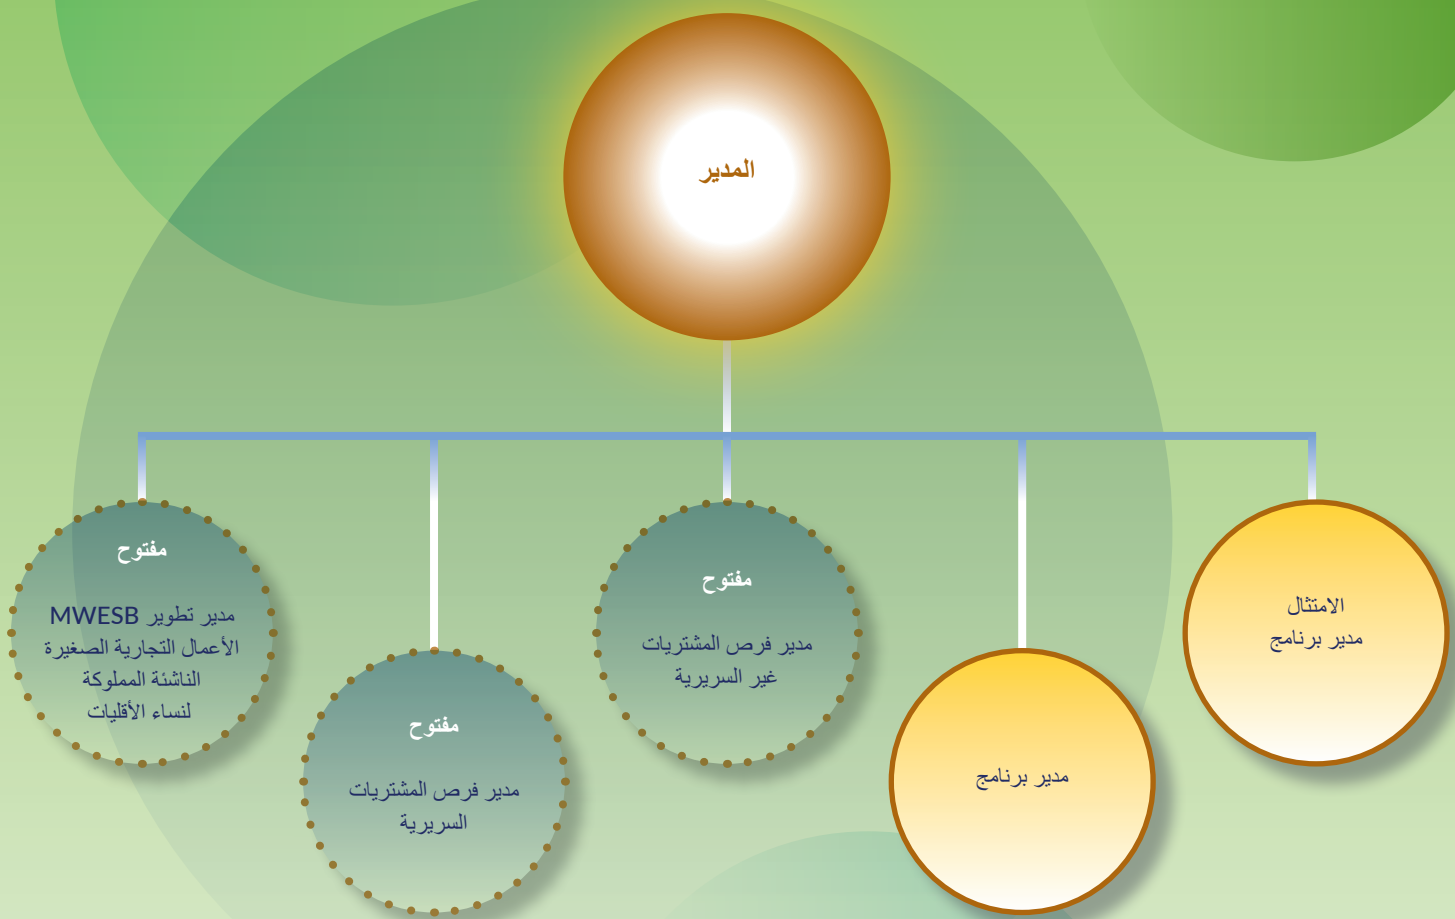 المدير
الامتثال
مدير برنامج
مدير برنامج
مفتوح
مدير فرص المشتريات
غير السريرية
مفتوح
مدير فرص المشتريات
السريرية
مفتوح
مدير تطوير MWESB
الأعمال التجارية الصغيرة
الناشئة المملوكة
لنساء الأقليات